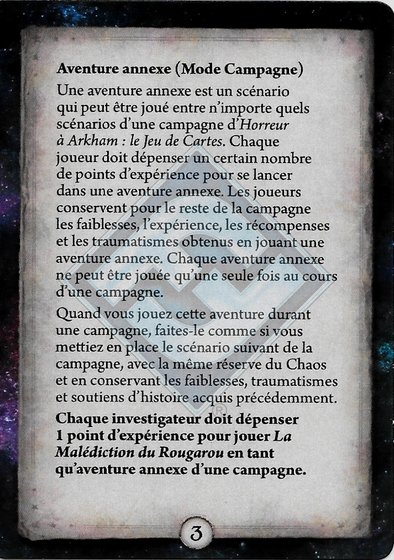 Aventure annexe (Mode Campagne)
Une aventure annexe est un scénario
qui peut être joué entre n'importe quels
scénarios d'une campagne d'Horreur
à Arkham : le Jeu de Cartes. Chaque
joueur doit dépenser un certain nombre
de points d'expérience pour se lancer
dans une aventure annexe. Les joueurs
conservent pour le reste de la campagne
les faiblesses, l'expérience, les récompenses
et les traumatismes obtenus en jouant une
aventure annexe. Chaque aventure annexe
ne peut être jouée qu'une seule fois au cours
d'une campagne.
Quand vous jouez cette aventure durant
une campagne, faites-le comme si vous
mettiez en place le scénario suivant de la
campagne, avec la même réserve du Chaos
et en conservant les faiblesses, traumatismes
et soutiens d'histoire acquis précédemment.
Chaque investigateur doit dépenser
1 point d'expérience pour jouer La
Malédiction du Rougarou en tant
qu'aventure annexe d'une campagne.
®
3